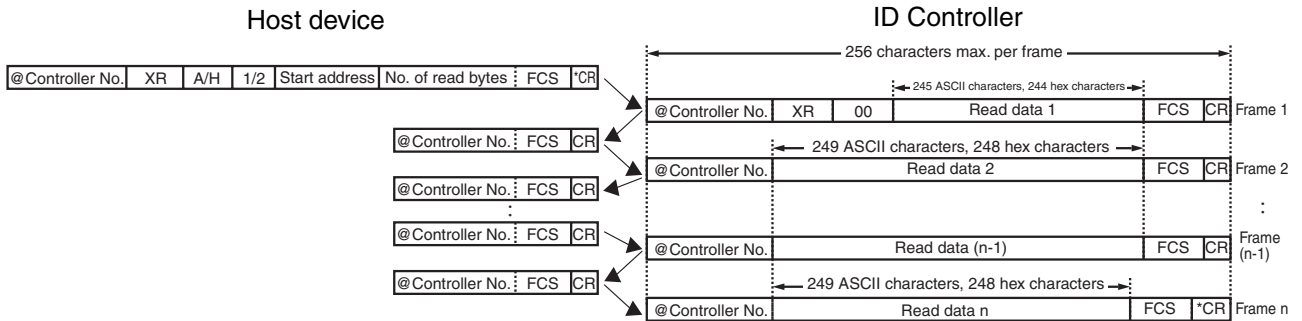 Host device
ID Controller
256 characters max. per frame
@Controller No. XR A/H 1/2 Start address No. of read bytes FCS *CR
245 ASCII characters, 244 hex characters
@Controller No. XR 00 Read data 1 FCS CR Frame 1
@Controller No. FCS CR
249 ASCII characters, 248 hex characters
@Controller No. Read data 2 FCS CR Frame 2
@Controller No. FCS CR
:
:
@Controller No. FCS CR
@Controller No. Read data (n-1) FCS CR Frame
(n-1)
@Controller No. FCS CR
249 ASCII characters, 248 hex characters
@Controller No. Read data n FCS *CR Frame n